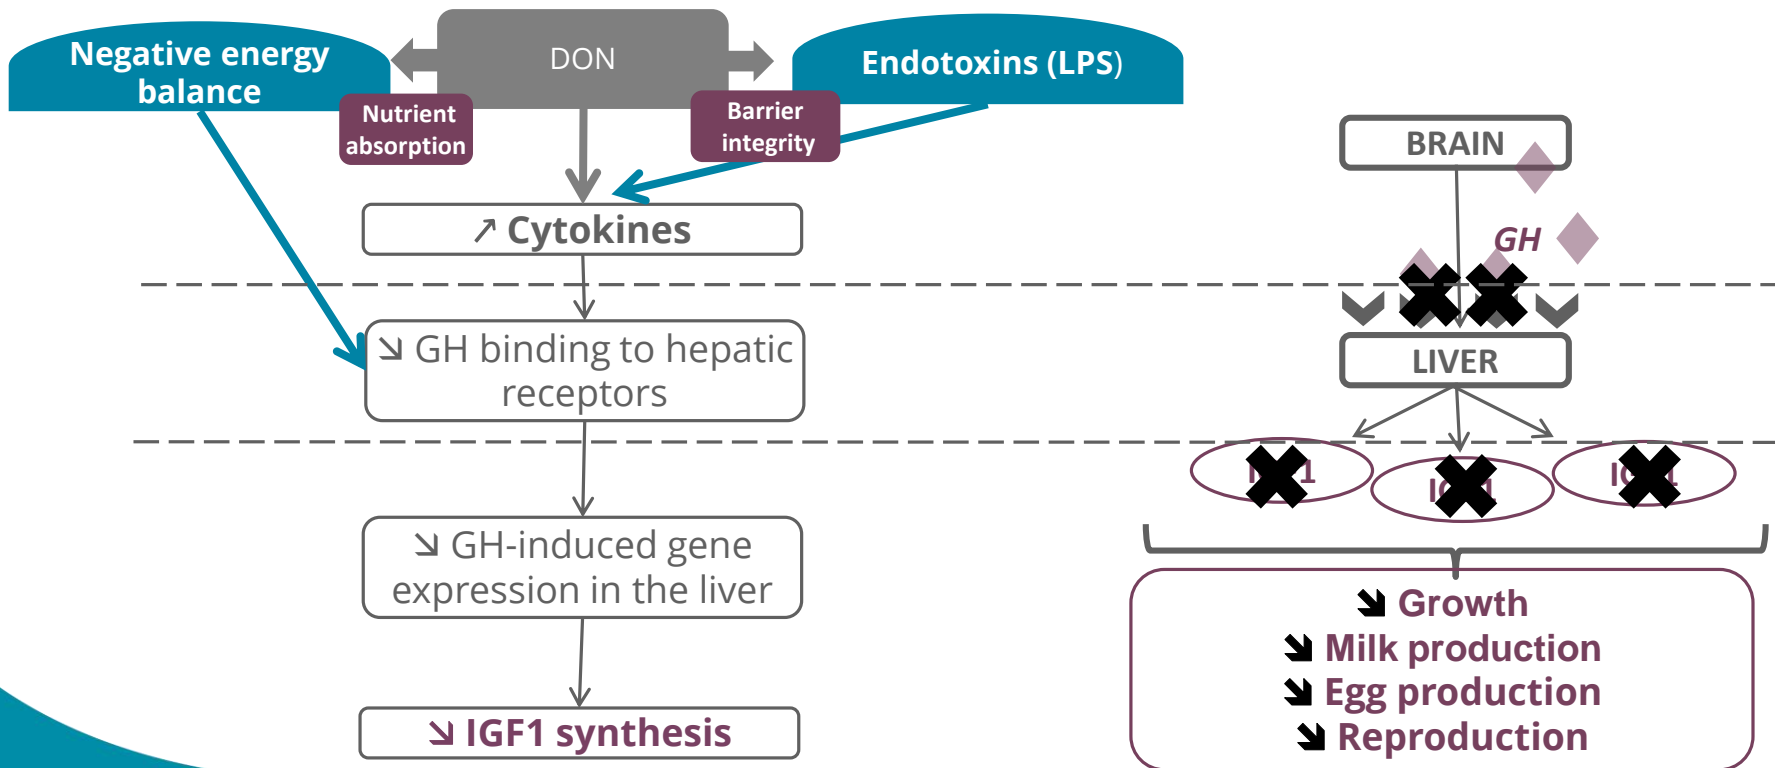 Negative energy
balance
DON
Endotoxins (LPS)
Nutrient
absorption
Barrier
integrity
↗ Cytokines
↘ GH binding to hepatic
receptors
↘ GH-induced gene
expression in the liver
↘ IGF1 synthesis
BRAIN
GH
LIVER
↘ Growth
↘ Milk production
↘ Egg production
↘ Reproduction